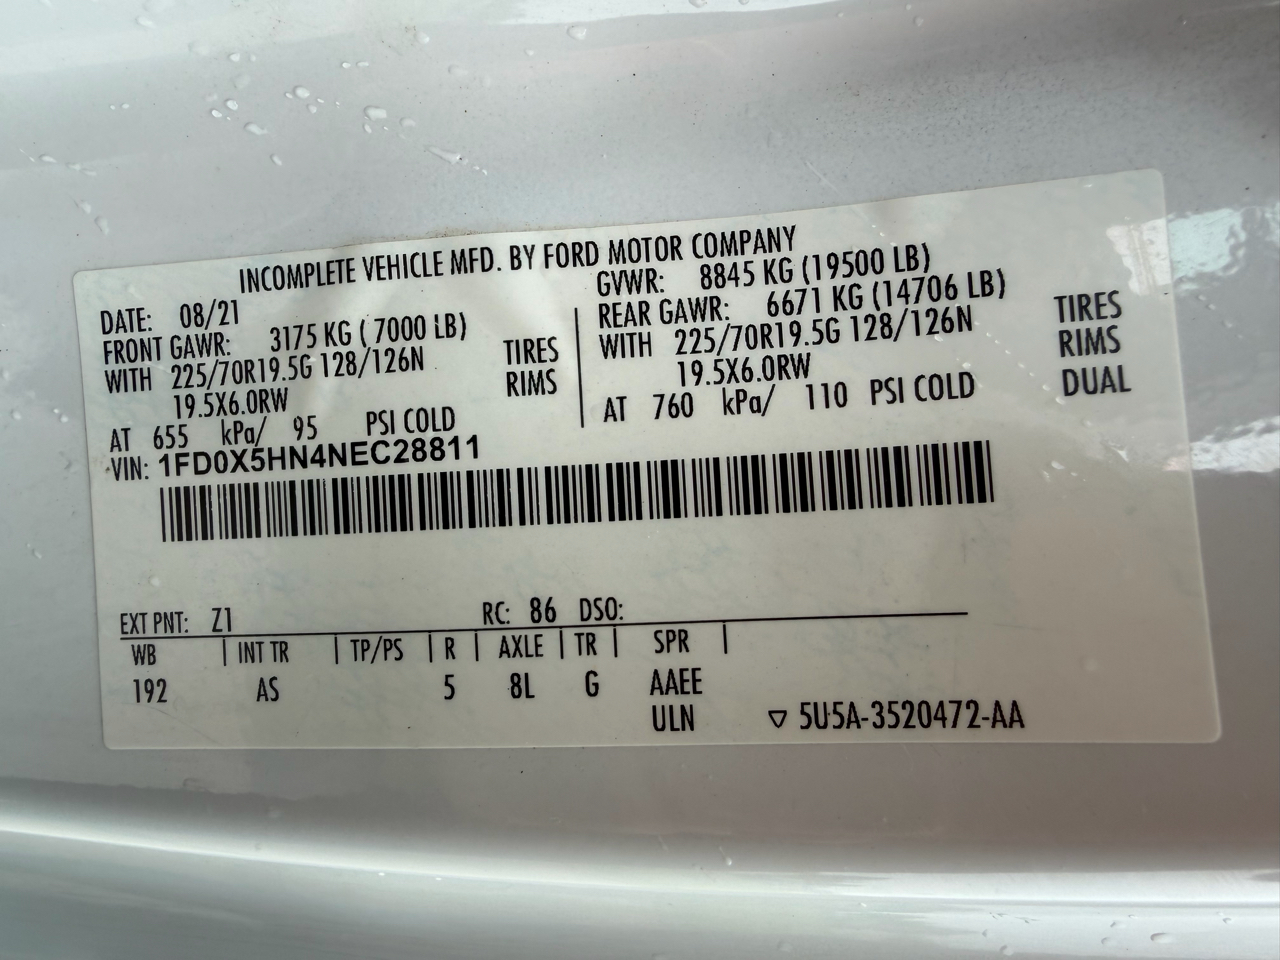 INCOMPLETE VEHICLE MFD. BY FORD MOTOR COMPANY
DATE: 08/21
FRONT GAWR: 3175 KG ( 7000 LB)
WITH 225/70R19.5G 128/126N TIRES
19.5X6.0RW RIMS
AT 655 kPa/ 95 PSI COLD
GVWR: 8845 KG (19500 LB)
REAR GAWR: 6671 KG (14706 LB)
WITH 225/70R19.5G 128/126N TIRES
19.5X6.0RW RIMS
AT 760 kPa/ 110 PSI COLD DUAL
VIN: 1FD0X5HN4NEC28811
EXT PNT: Z1 RC: 86 DSO:
WB | INT TR | TP/PS | R | AXLE | TR | SPR |
192 AS 5 8L G AAEE
ULN ▽ 5U5A-3520472-AA